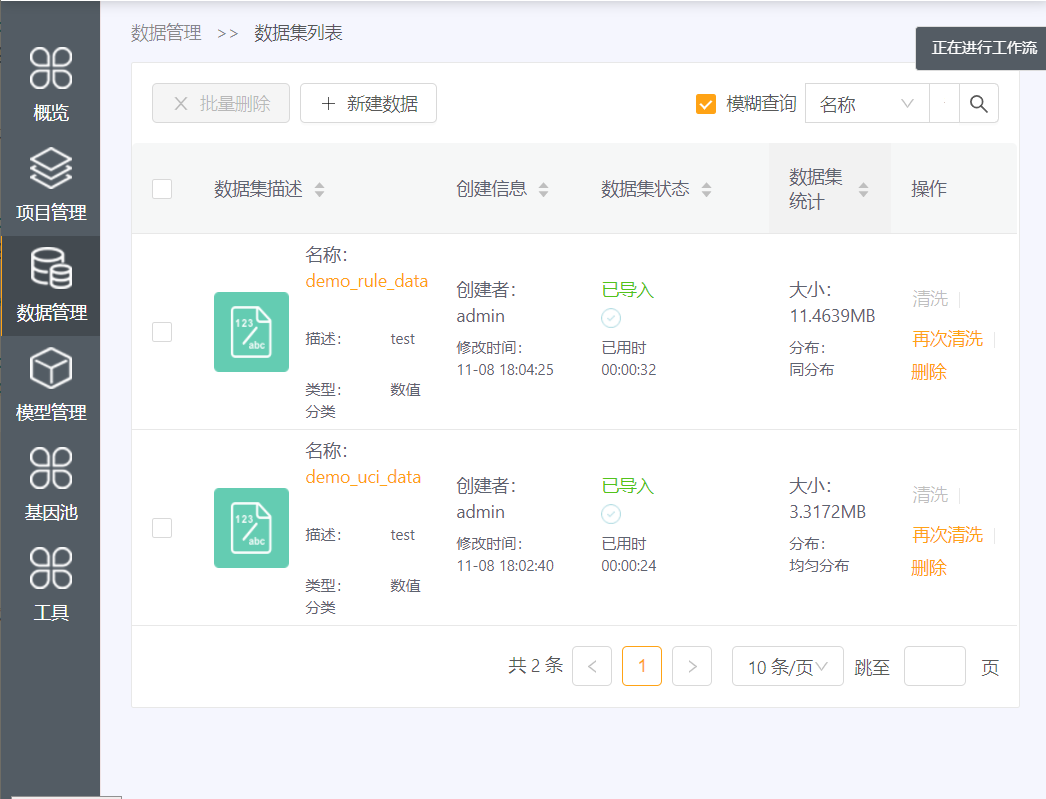 数据管理 >> 数据集列表
正在进行工作流
概览
项目管理
数据管理
模型管理
基因池
工具
批量删除
新建数据
模糊查询
名称
数据集描述
创建信息
数据集状态
数据集
统计
操作
名称：
demo_rule_data
描述： test
类型： 数值
分类
创建者：
admin
修改时间：
11-08 18:04:25
已导入
已用时
00:00:32
大小：
11.4639MB
分布：
同分布
清洗
再次清洗
删除
名称：
demo_uci_data
描述： test
类型： 数值
分类
创建者：
admin
修改时间：
11-08 18:02:40
已导入
已用时
00:00:24
大小：
3.3172MB
分布：
均匀分布
清洗
再次清洗
删除
共 2 条 < 1 > 10 条/页 跳至 页
123
abc
123
abc